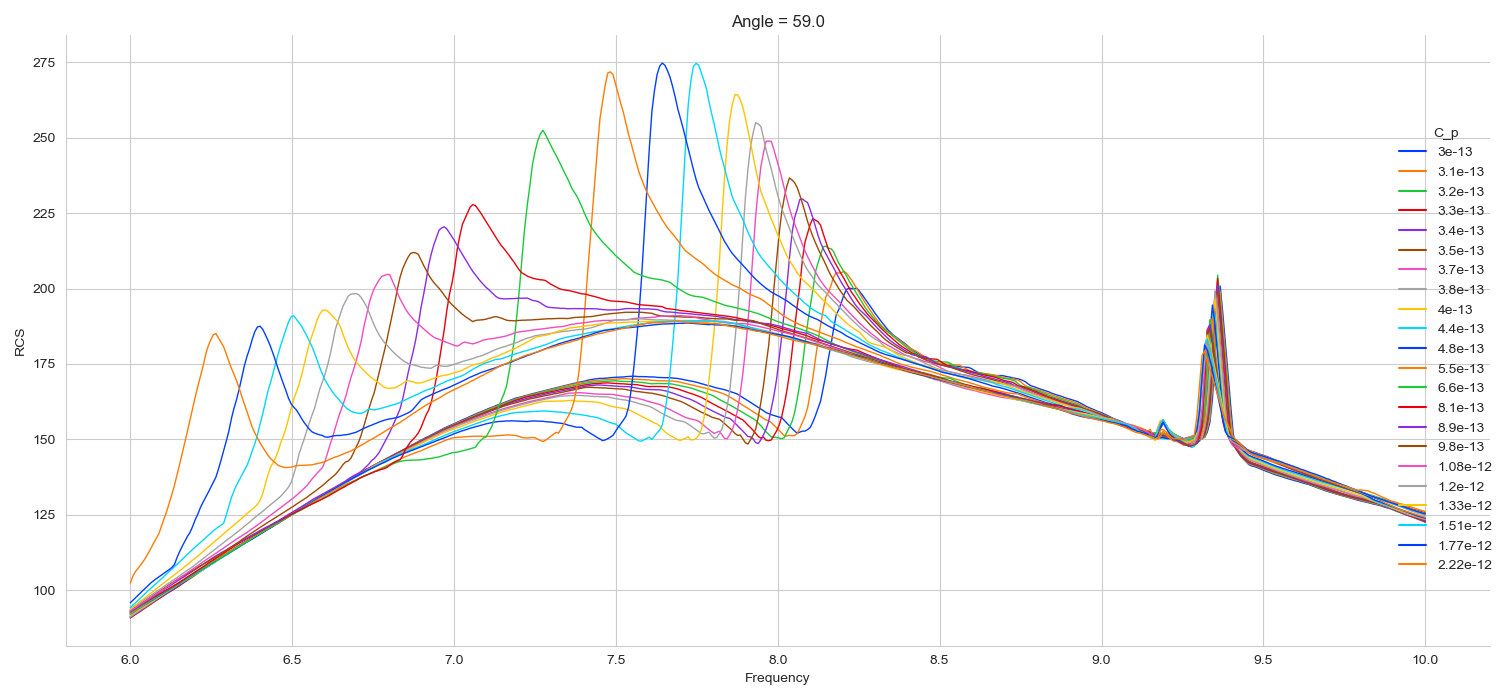 Angle = 59.0
275
250
225
200
175
150
125
100
RCS
6.0 6.5 7.0 7.5 8.0 8.5 9.0 9.5 10.0
Frequency
C_p
3e-13
3.1e-13
3.2e-13
3.3e-13
3.4e-13
3.5e-13
3.7e-13
3.8e-13
4e-13
4.4e-13
4.8e-13
5.5e-13
6.6e-13
8.1e-13
8.9e-13
9.8e-13
1.08e-12
1.2e-12
1.33e-12
1.51e-12
1.77e-12
2.22e-12